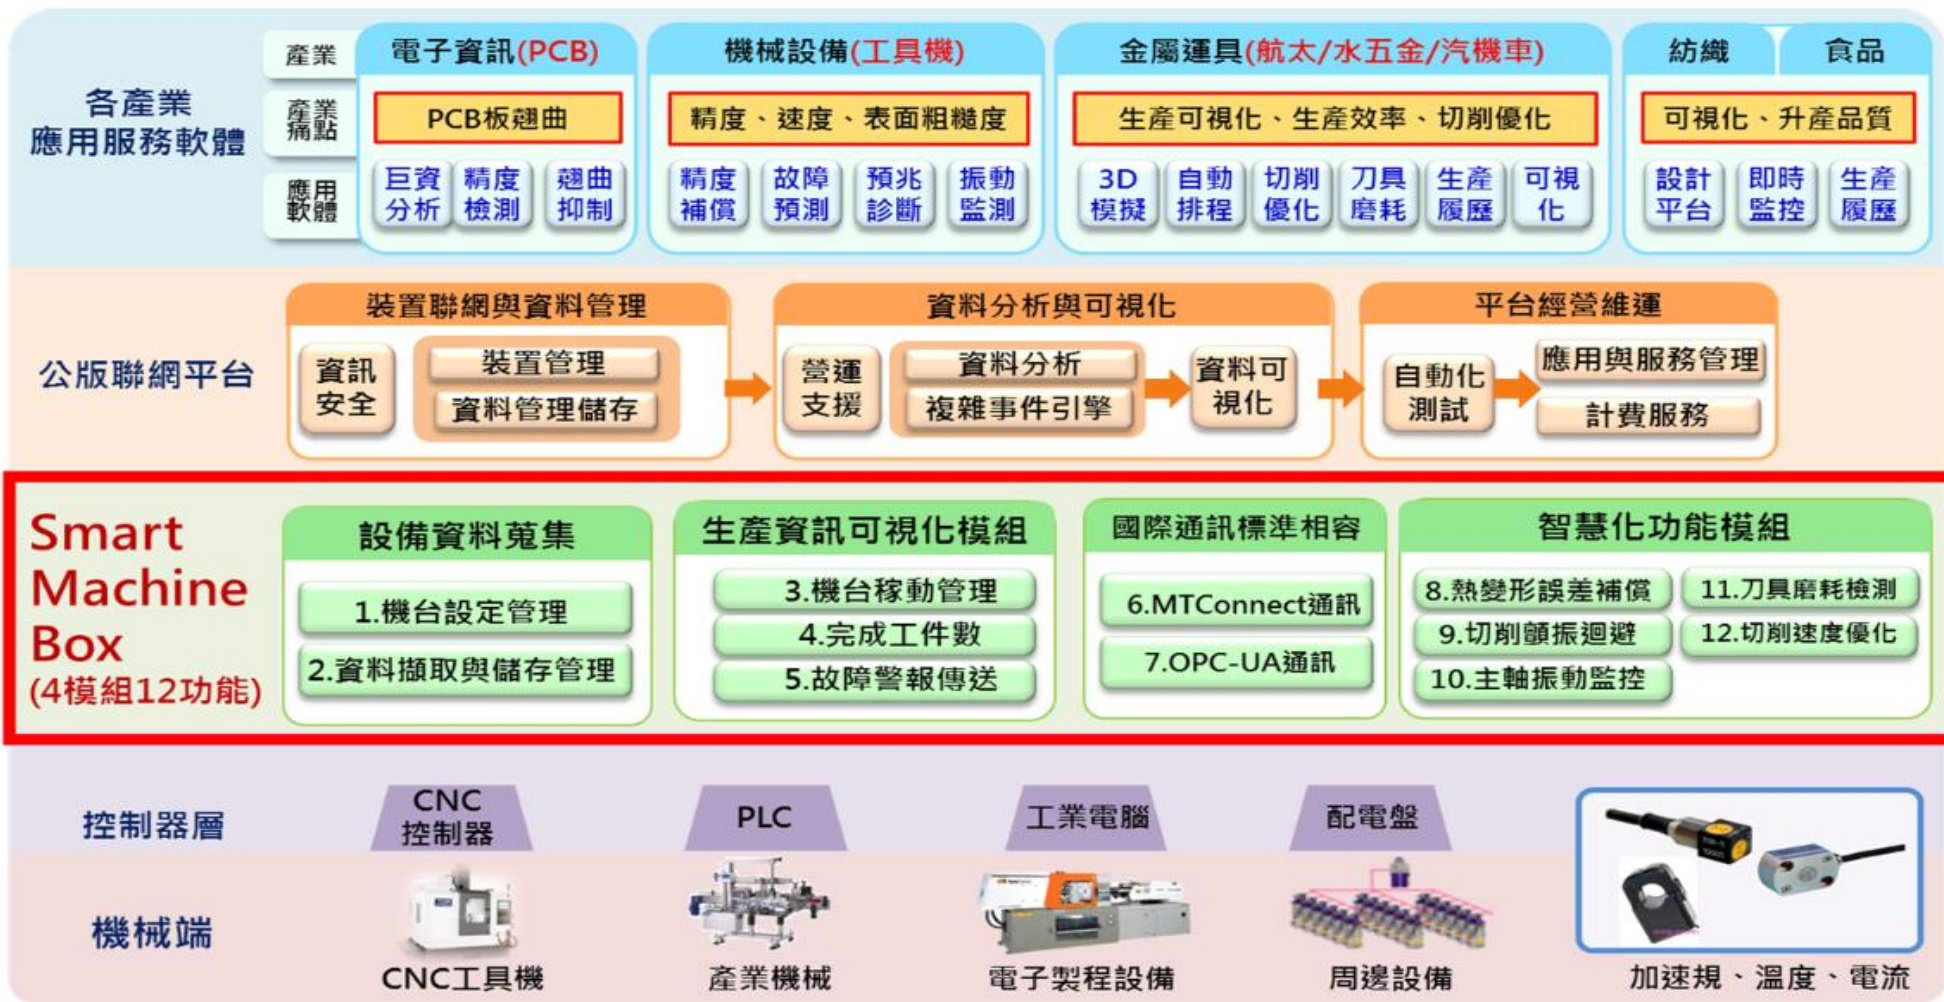 各產業
應用服務軟體
產業
電子資訊(PCB)
機械設備(工具機)
金屬運具(航太/水五金/汽機車)
紡織
食品
產業
痛點
PCB板翹曲
精度、速度、表面粗糙度
生產可視化、生產效率、切削優化
可視化、升產品質
應用
軟體
巨資
分析
精度
檢測
翹曲
抑制
精度
補償
故障
預測
預兆
診斷
振動
監測
3D
模擬
自動
排程
切削
優化
刀具
磨耗
生產
履歷
可視
化
設計
平台
即時
監控
生產
履歷
公版聯網平台
裝置聯網與資料管理
資訊
安全
裝置管理
資料管理儲存
資料分析與可視化
營運
支援
資料分析
複雜事件引擎
資料可
視化
平台經營維運
自動化
測試
應用與服務管理
計費服務
Smart
Machine
Box
(4模組12功能)
設備資料蒐集
1.機台設定管理
2.資料擷取與儲存管理
生產資訊可視化模組
3.機台稼動管理
4.完成工件數
5.故障警報傳送
國際通訊標準相容
6.MTConnect通訊
7.OPC-UA通訊
智慧化功能模組
8.熱變形誤差補償
9.切削顫振迴避
10.主軸振動監控
11.刀具磨耗檢測
12.切削速度優化
控制器層
CNC
控制器
PLC
工業電腦
配電盤
機械端
CNC工具機
產業機械
電子製程設備
周邊設備
加速規、溫度、電流